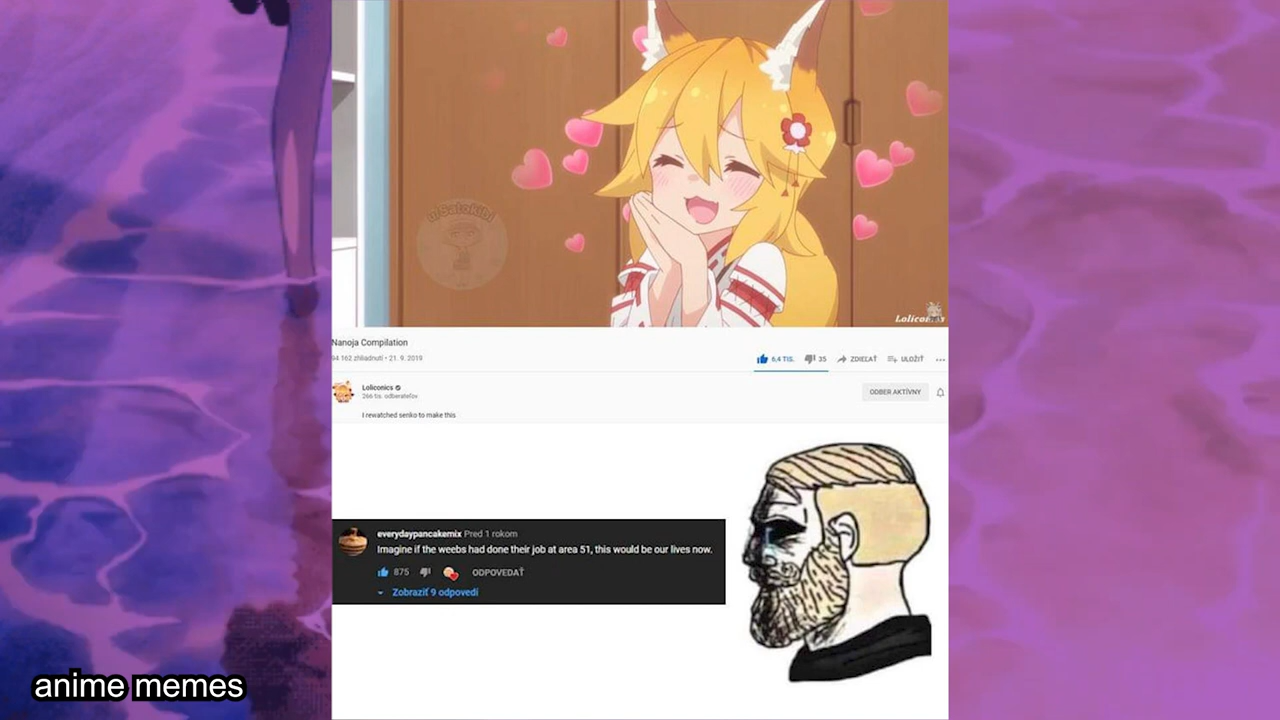 @Satokibi
Nanoja Compilation
94 162 zhliadnutí • 21. 9. 2019
6,4 TIS.
35
ZDIEĽAŤ
ULOŽIŤ
Loliconics
266 tis. odberateľov
ODBER AKTÍVNY
I rewatched senko to make this
everydaypancakemix Pred 1 rokom
Imagine if the weebs had done their job at area 51, this would be our lives now.
875
ODPOVEDAŤ
Zobraziť 9 odpovedí
anime memes